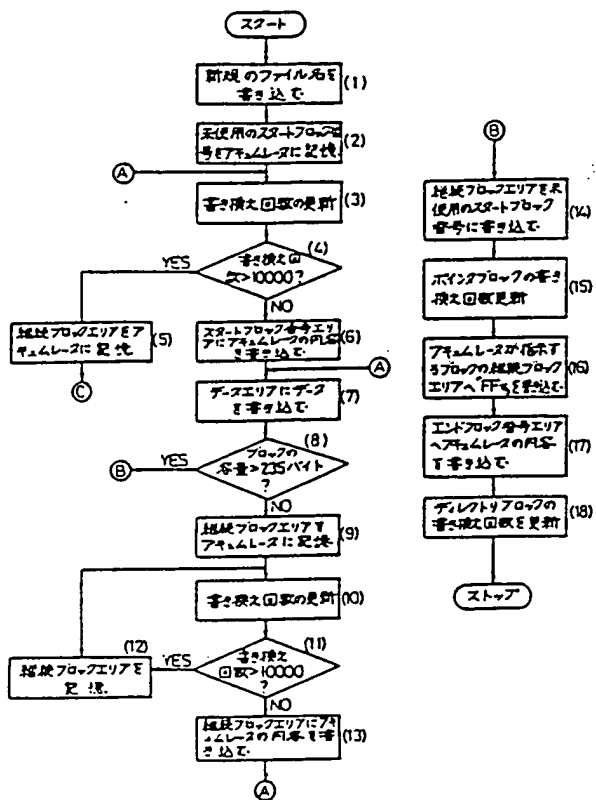 スタート
新規のファイル名を
書き込む
(1)
未使用のスタートブロック番
号をアキュムレータに記憶
(2)
A
書き換え回数の更新
(3)
(4)
書き換え回
数>10000?
YES
NO
継続ブロックエリアをア
キュムレータに記憶
(5)
C
スタートブロック番号エリ
アにアキュムレータの内容
を書き込む
(6)
A
データエリアにデータ
を書き込む
(7)
(8)
ブロックの
容量>235バイト
?
YES
B
NO
継続ブロックエリアを
アキュムレータに記憶
(9)
書き換え回数の更新
(10)
(11)
書き換え
回数>10000
?
YES
(12)
継続ブロックエリアを
記憶
NO
継続ブロックエリアにアキ
ュムレータの内容を書
き込む
(13)
A
B
継続ブロックエリアを未
使用のスタートブロック
番号に書き込む
(14)
ポインタブロックの書き
換え回数更新
(15)
アキュムレータが指示す
るブロックの継続ブロック
エリアへ"FF"を書き込む
(16)
エンドブロック番号エリア
へアキュムレータの内容
を書き込む
(17)
ディレクトリブロックの
書き換え回数を更新
(18)
ストップ